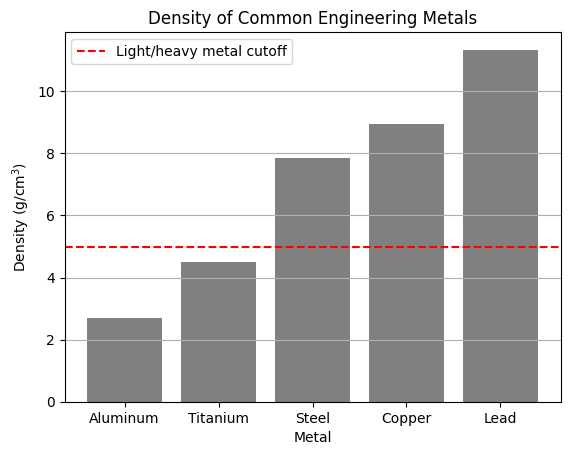 Density of Common Engineering Metals
Light/heavy metal cutoff
Density (g/cm³)
10
8
6
4
2
0
Aluminum Titanium Steel Copper Lead
Metal